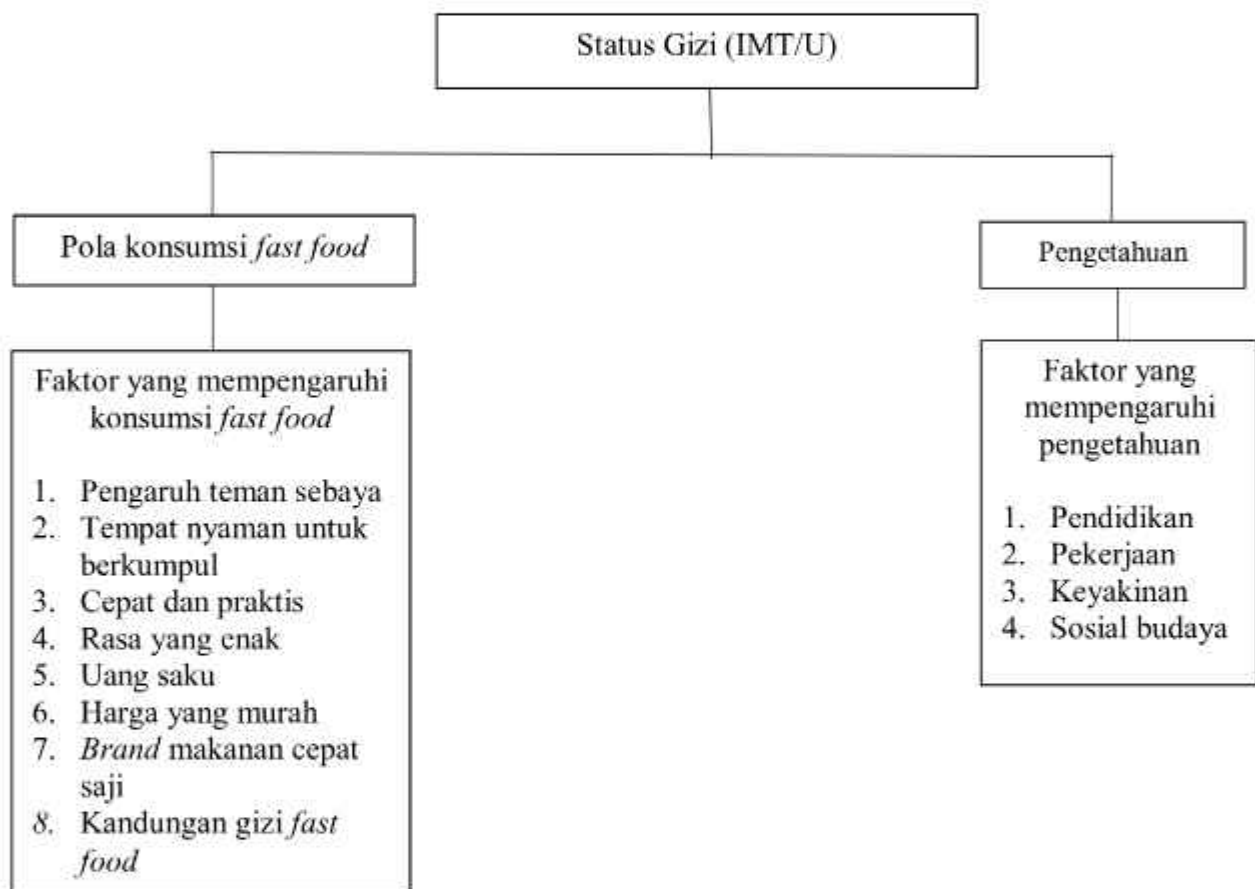 Status Gizi (IMT/U)
Pola konsumsi fast food
Pengetahuan
Faktor yang mempengaruhi
konsumsi fast food
1. Pengaruh teman sebaya
2. Tempat nyaman untuk
berkumpul
3. Cepat dan praktis
4. Rasa yang enak
5. Uang saku
6. Harga yang murah
7. Brand makanan cepat
saji
8. Kandungan gizi fast
food
Faktor yang
mempengaruhi
pengetahuan
1. Pendidikan
2. Pekerjaan
3. Keyakinan
4. Sosial budaya